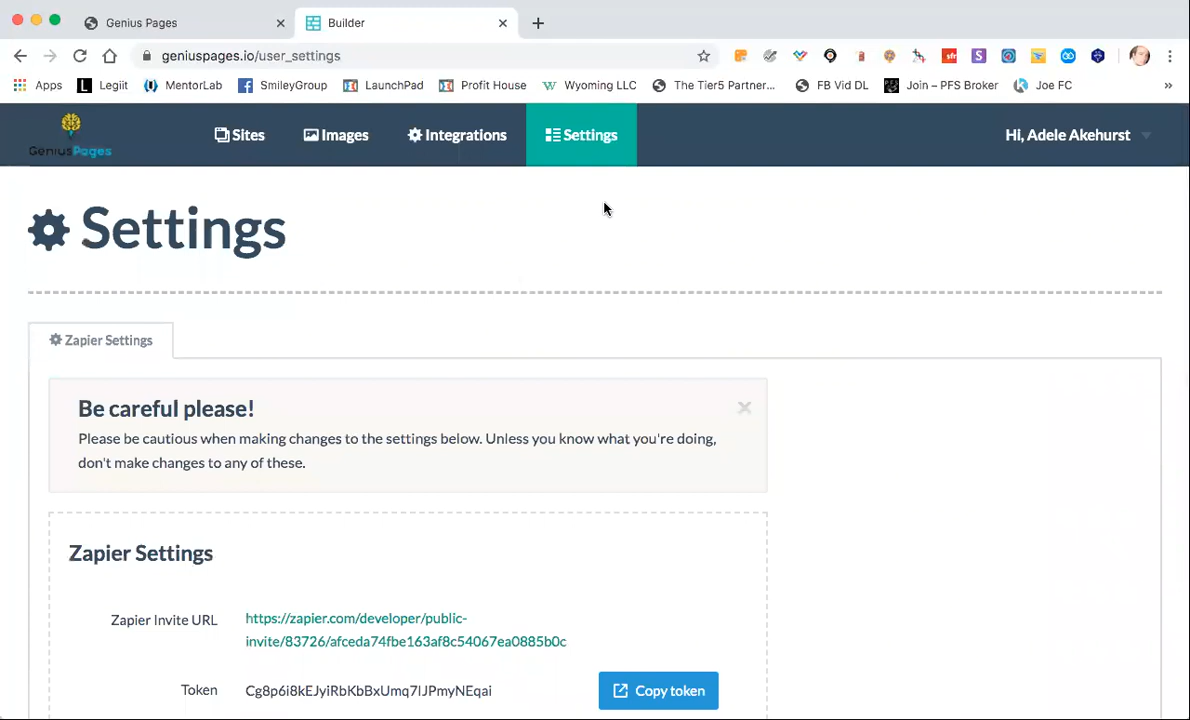 Genius Pages
Builder
geniuspages.io/user_settings
Apps
Legiit
MentorLab
SmileyGroup
LaunchPad
Profit House
Wyoming LLC
The Tier5 Partner...
FB Vid DL
Join – PFS Broker
Joe FC
GeniusPages
Sites
Images
Integrations
Settings
Hi, Adele Akehurst
Settings
Zapier Settings
Be careful please!
Please be cautious when making changes to the settings below. Unless you know what you're doing,
don't make changes to any of these.
Zapier Settings
Zapier Invite URL
https://zapier.com/developer/public-
invite/83726/afceda74fbe163af8c54067ea0885b0c
Token
Cg8p6i8kEJyiRbKbBxUmq7lJPmyNEqai
Copy token